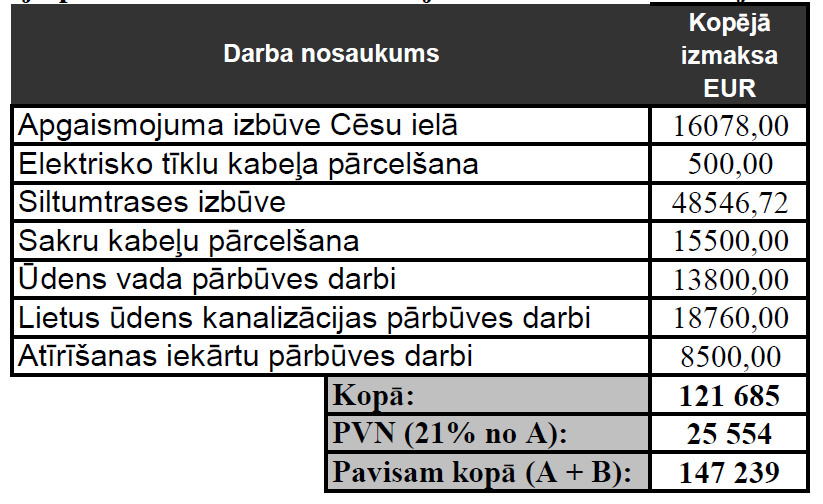 Darba nosaukums
Kopējā
izmaksa
EUR
Apgaismojuma izbūve Cēsu ielā 16078,00
Elektrisko tīklu kabeļa pārcelšana 500,00
Siltumtrases izbūve 48546,72
Sakru kabeļu pārcelšana 15500,00
Ūdens vada pārbūves darbi 13800,00
Lietus ūdens kanalizācijas pārbūves darbi 18760,00
Atīrīšanas iekārtu pārbūves darbi 8500,00
Kopā: 121 685
PVN (21% no A): 25 554
Pavisam kopā (A + B): 147 239